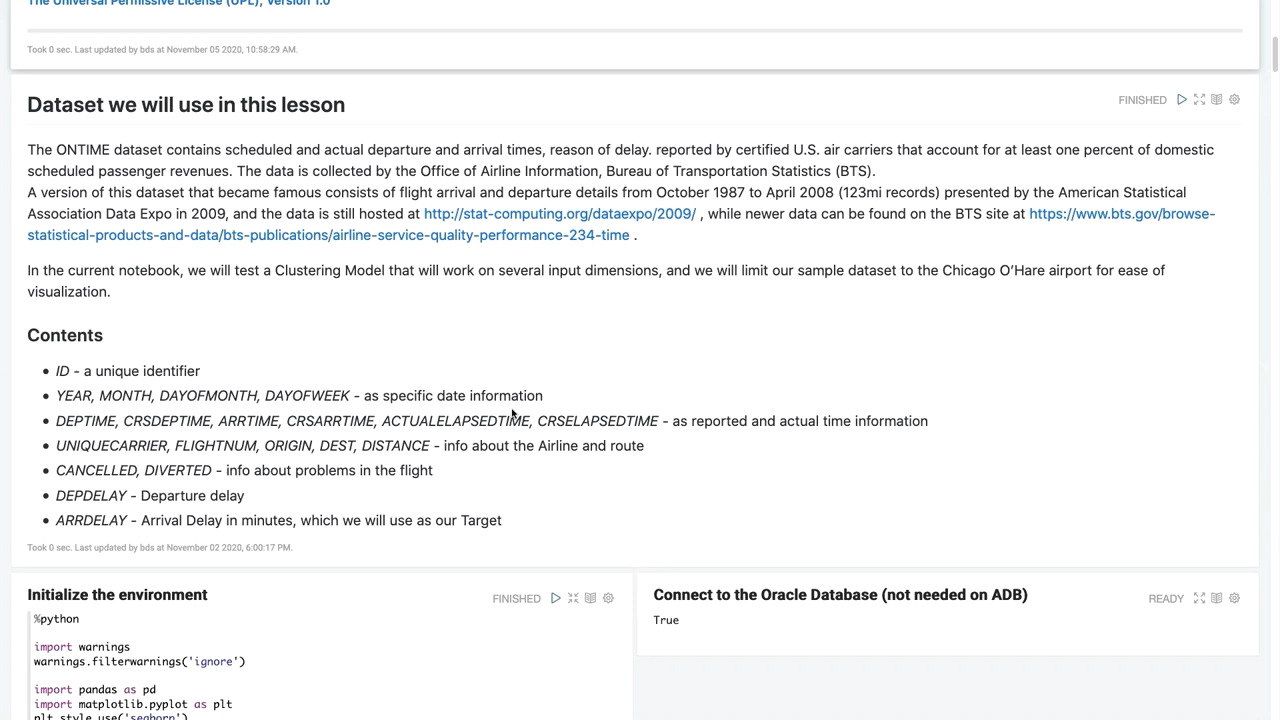 The Universal Permissive License (UPL), Version 1.0
Took 0 sec. Last updated by bds at November 05 2020, 10:58:29 AM.
Dataset we will use in this lesson
FINISHED
The ONTIME dataset contains scheduled and actual departure and arrival times, reason of delay. reported by certified U.S. air carriers that account for at least one percent of domestic
scheduled passenger revenues. The data is collected by the Office of Airline Information, Bureau of Transportation Statistics (BTS).
A version of this dataset that became famous consists of flight arrival and departure details from October 1987 to April 2008 (123mi records) presented by the American Statistical
Association Data Expo in 2009, and the data is still hosted at http://stat-computing.org/dataexpo/2009/ , while newer data can be found on the BTS site at https://www.bts.gov/browse-
statistical-products-and-data/bts-publications/airline-service-quality-performance-234-time .
In the current notebook, we will test a Clustering Model that will work on several input dimensions, and we will limit our sample dataset to the Chicago O’Hare airport for ease of
visualization.
Contents
• ID - a unique identifier
• YEAR, MONTH, DAYOFMONTH, DAYOFWEEK - as specific date information
• DEPTIME, CRSDEPTIME, ARRTIME, CRSARRTIME, ACTUALELAPSEDTIME, CRSELAPSEDTIME - as reported and actual time information
• UNIQUECARRIER, FLIGHTNUM, ORIGIN, DEST, DISTANCE - info about the Airline and route
• CANCELLED, DIVERTED - info about problems in the flight
• DEPDELAY - Departure delay
• ARRDELAY - Arrival Delay in minutes, which we will use as our Target
Took 0 sec. Last updated by bds at November 02 2020, 6:00:17 PM.
Initialize the environment
FINISHED
%python
import warnings
warnings.filterwarnings('ignore')
import pandas as pd
import matplotlib.pyplot as plt
plt.style.use('seaborn')
Connect to the Oracle Database (not needed on ADB)
READY
True